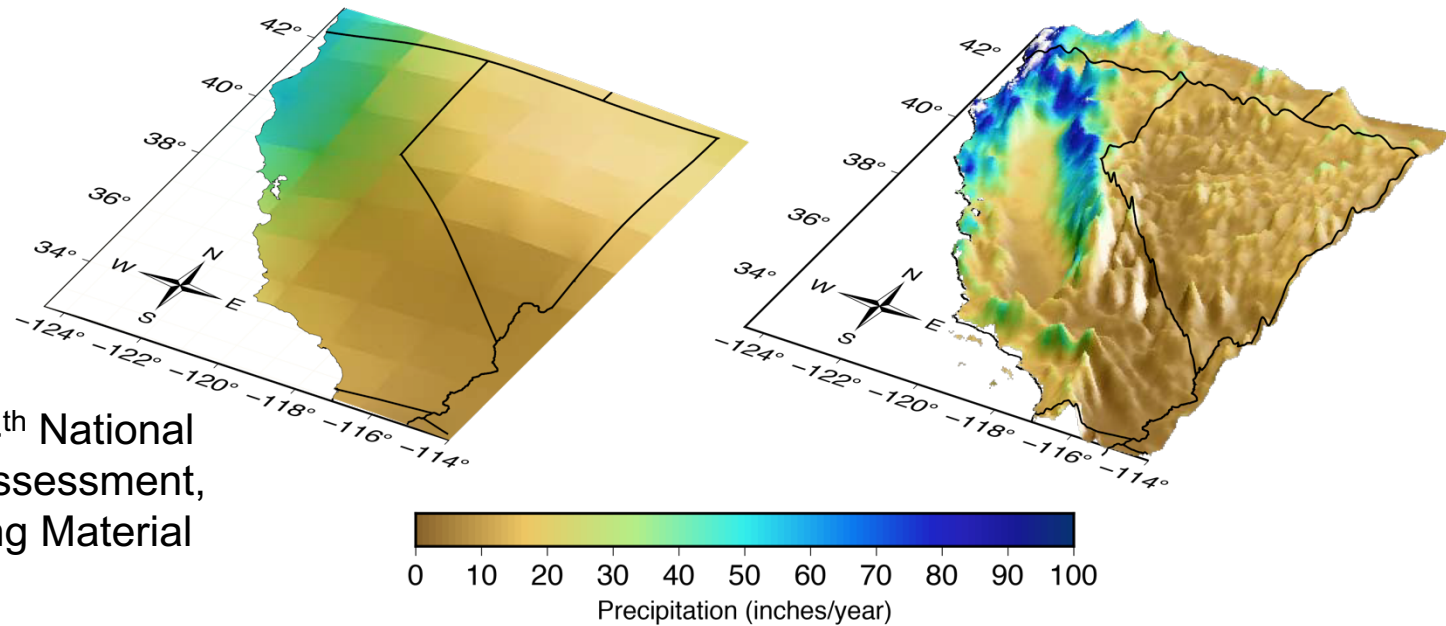 42°
40°
38°
36°
34°
N
W
E
S
−124°
−122°
−120°
−118°
−116°
−114°
42°
40°
38°
36°
34°
N
W
E
S
−124°
−122°
−120°
−118°
−116°
−114°
th National
ssessment,
g Material
0 10 20 30 40 50 60 70 80 90 100
Precipitation (inches/year)